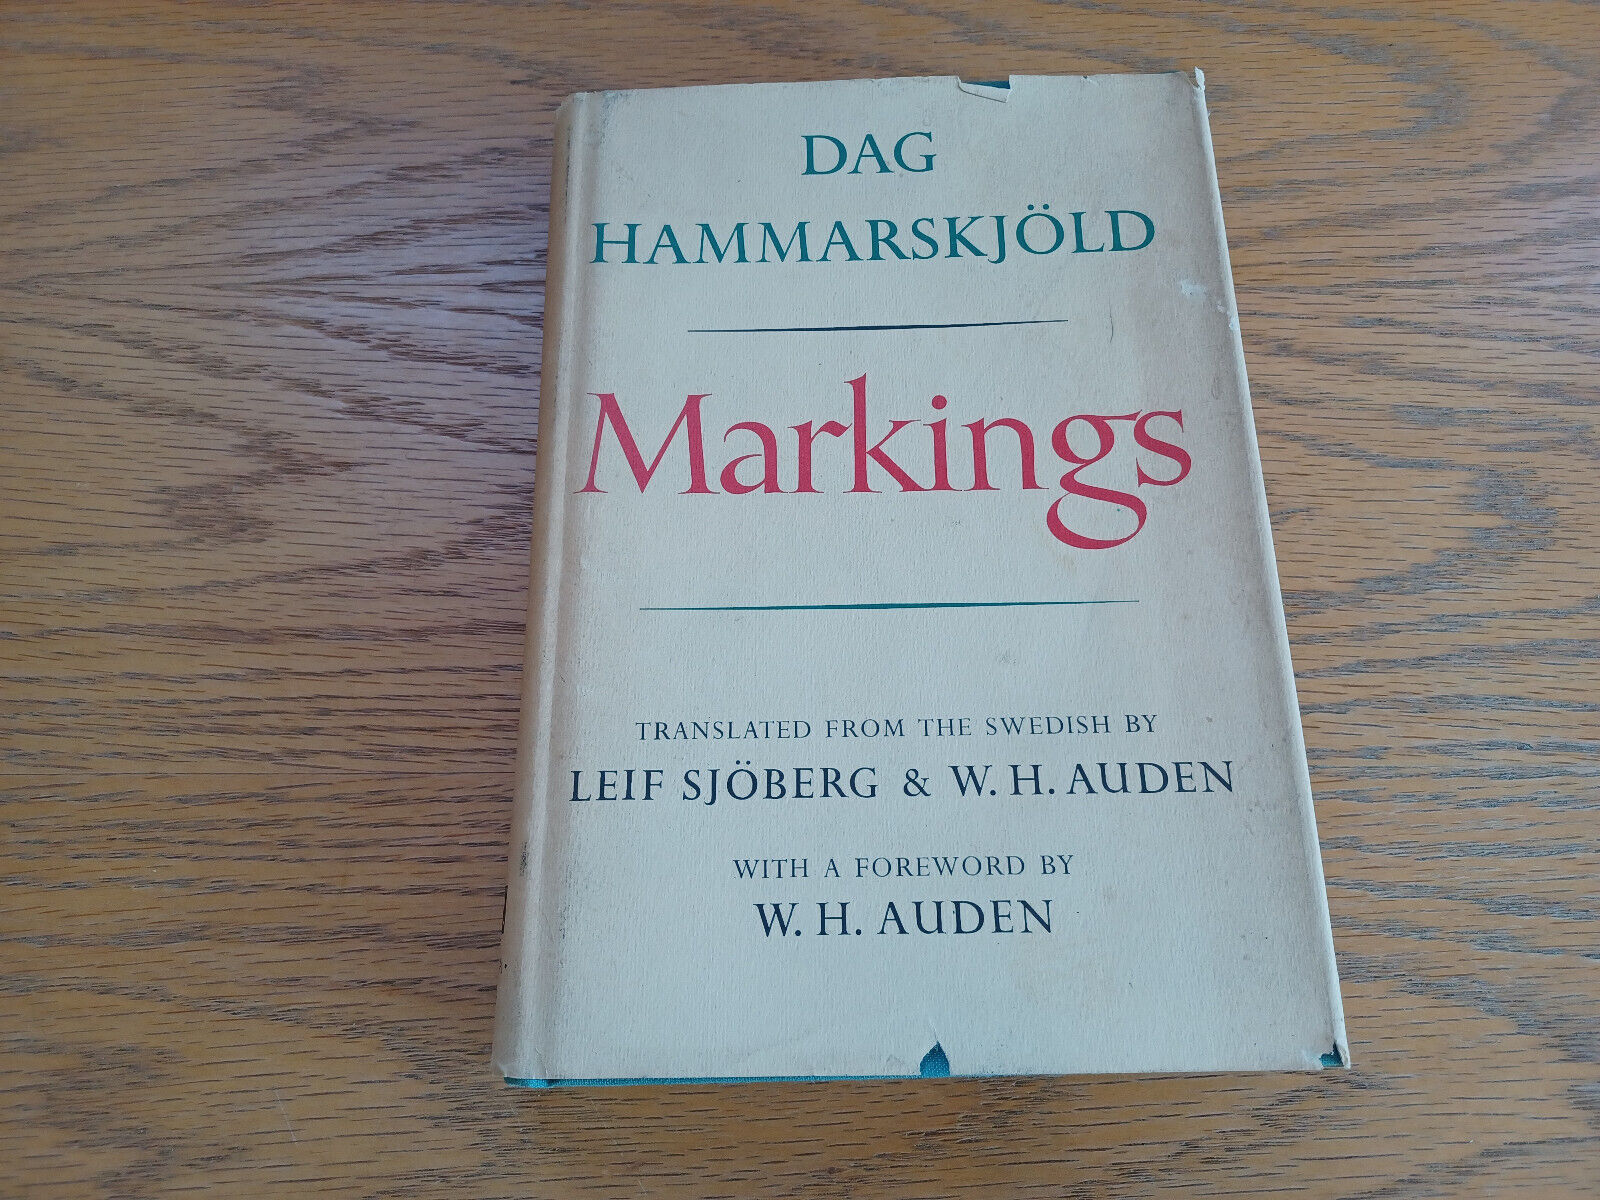 DAG
HAMMARSKJÖLD
Markings
TRANSLATED FROM THE SWEDISH BY
LEIF SJÖBERG & W. H. AUDEN
WITH A FOREWORD BY
W. H. AUDEN